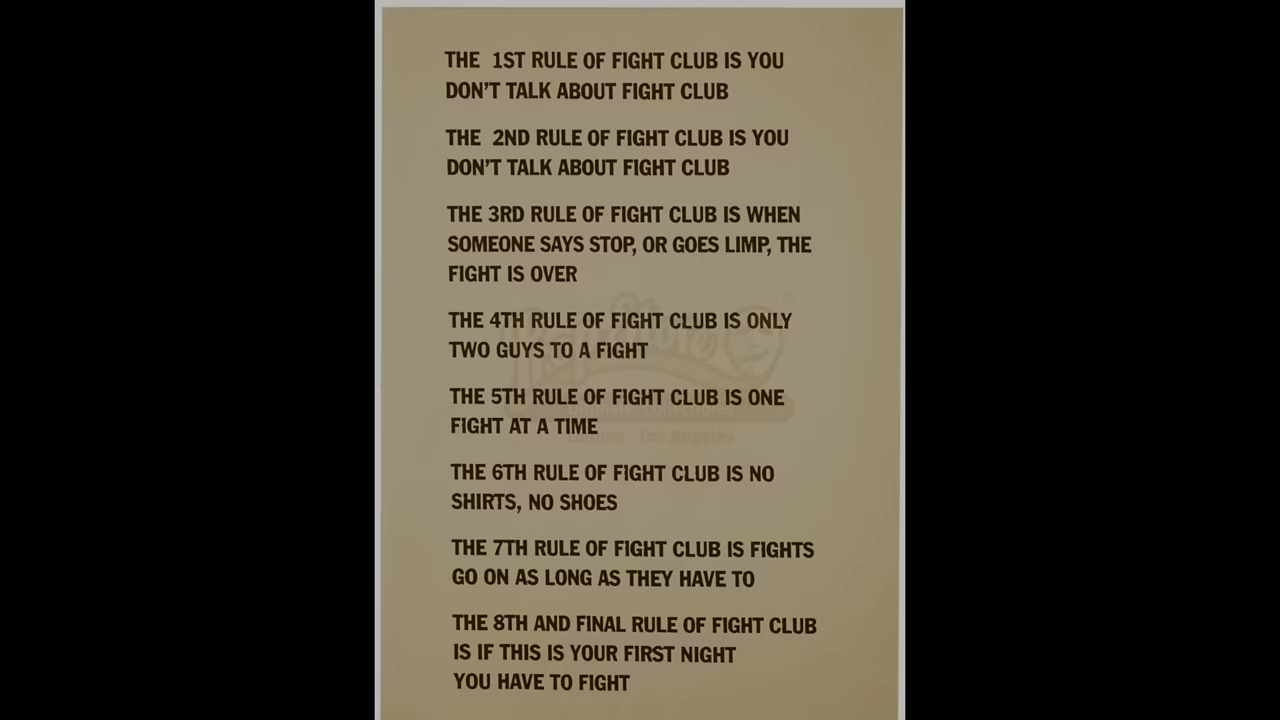 THE 1ST RULE OF FIGHT CLUB IS YOU
DON'T TALK ABOUT FIGHT CLUB
THE 2ND RULE OF FIGHT CLUB IS YOU
DON'T TALK ABOUT FIGHT CLUB
THE 3RD RULE OF FIGHT CLUB IS WHEN
SOMEONE SAYS STOP, OR GOES LIMP, THE
FIGHT IS OVER
THE 4TH RULE OF FIGHT CLUB IS ONLY
TWO GUYS TO A FIGHT
THE 5TH RULE OF FIGHT CLUB IS ONE
FIGHT AT A TIME
THE 6TH RULE OF FIGHT CLUB IS NO
SHIRTS, NO SHOES
THE 7TH RULE OF FIGHT CLUB IS FIGHTS
GO ON AS LONG AS THEY HAVE TO
THE 8TH AND FINAL RULE OF FIGHT CLUB
IS IF THIS IS YOUR FIRST NIGHT
YOU HAVE TO FIGHT
Ultimate Collectibles
London Los Angeles